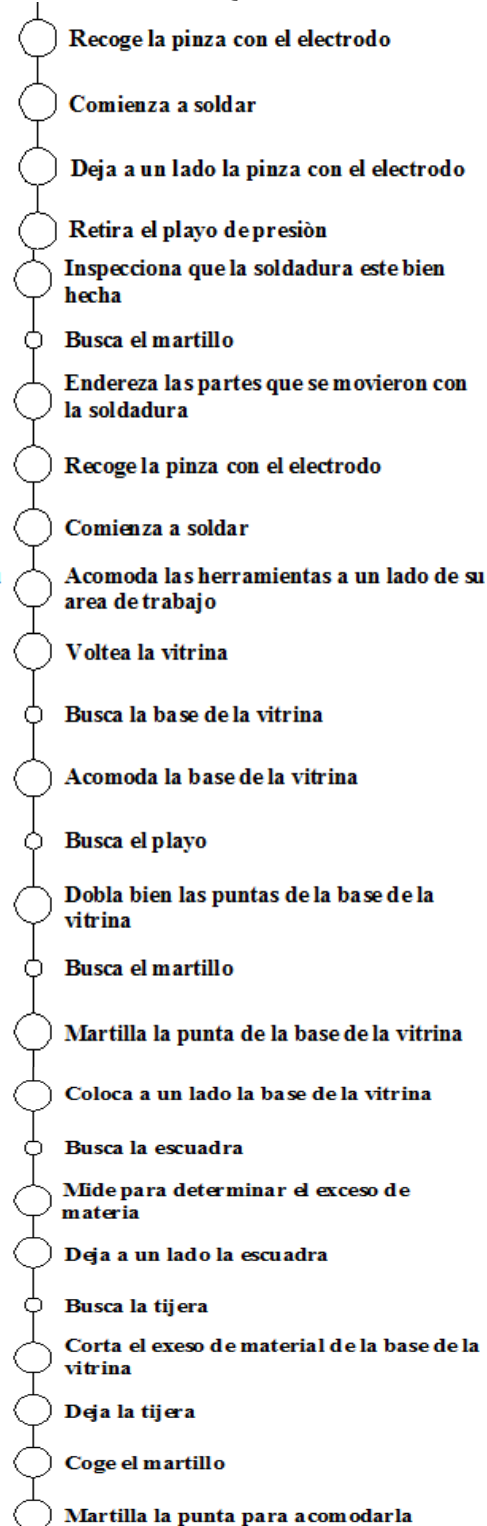 Recoge la pinza con el electrodo
Comienza a soldar
Deja a un lado la pinza con el electrodo
Retira el playo de presiòn
Inspecciona que la soldadura este bien
hecha
Busca el martillo
Endereza las partes que se movieron con
la soldadura
Recoge la pinza con el electrodo
Comienza a soldar
Acomoda las herramientas a un lado de su
area de trabajo
Voltea la vitrina
Busca la base de la vitrina
Acomoda la base de la vitrina
Busca el playo
Dobla bien las puntas de la base de la
vitrina
Busca el martillo
Martilla la punta de la base de la vitrina
Coloca a un lado la base de la vitrina
Busca la escuadra
Mide para determinar el exceso de
materia
Deja a un lado la escuadra
Busca la tijera
Corta el exeso de material de la base de la
vitrina
Deja la tijera
Coge el martillo
Martilla la punta para acomodarla